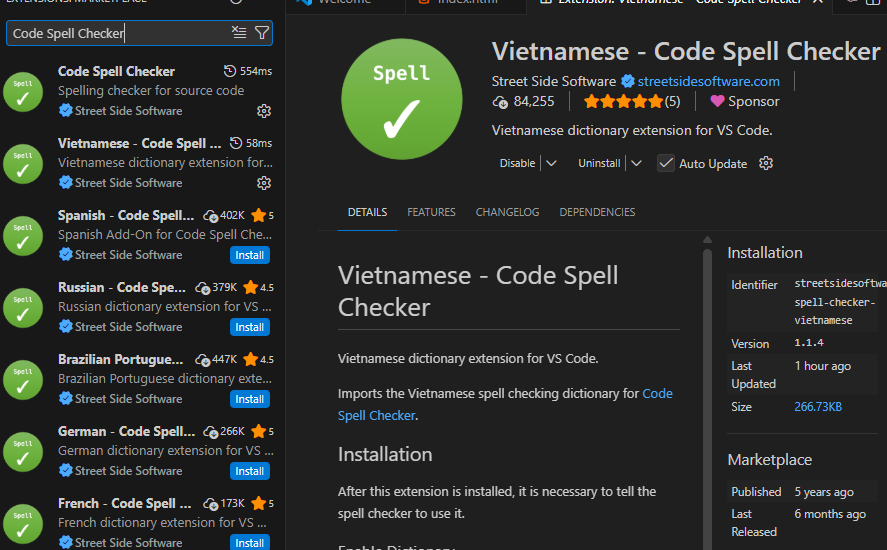 EXTENSIONS: MARKETPLACE
Welcome
index.html
Extension: Vietnamese - Code Spell Checker
Code Spell Checker
Spell
Code Spell Checker
554ms
Spelling checker for source code
Street Side Software
Spell
Vietnamese - Code Spell ...
58ms
Vietnamese dictionary extension for...
Street Side Software
Spell
Spanish - Code Spell...
402K
5
Spanish Add-On for Code Spell Che...
Street Side Software
Install
Spell
Russian - Code Spe...
379K
4.5
Russian dictionary extension for VS ...
Street Side Software
Install
Spell
Brazilian Portugue...
447K
4.5
Brazilian Portuguese dictionary exte...
Street Side Software
Install
Spell
German - Code Spell...
266K
5
German dictionary extension for VS ...
Street Side Software
Install
Spell
French - Code Spell ...
173K
5
French dictionary extension for VS ...
Street Side Software
Install
Spell
Vietnamese - Code Spell Checker
Street Side Software
streetsidesoftware.com
84,255
(5)
Sponsor
Vietnamese dictionary extension for VS Code.
Disable
Uninstall
Auto Update
DETAILS
FEATURES
CHANGELOG
DEPENDENCIES
Vietnamese - Code Spell
Checker
Vietnamese dictionary extension for VS Code.
Imports the Vietnamese spell checking dictionary for Code
Spell Checker.
Installation
After this extension is installed, it is necessary to tell the
spell checker to use it.
Enable Dictionary
Installation
Identifier
streetsidesoftwa
spell-checker-
vietnamese
Version
1.1.4
Last
Updated
1 hour ago
Size
266.73KB
Marketplace
Published
5 years ago
Last
Released
6 months ago